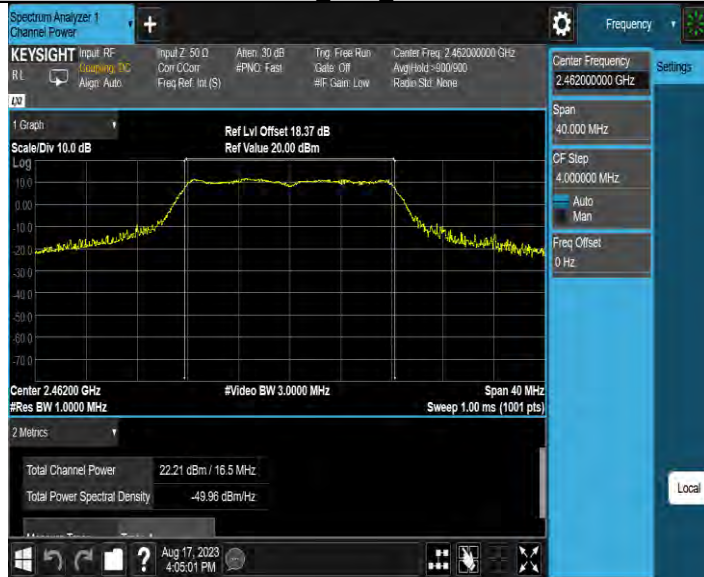 Spectrum Analyzer 1
Channel Power
+
Frequency
KEYSIGHT
Input: RF
Coupling: DC
Align: Auto
Input Z: 50 Ω
Corr CCorr
Freq Ref: Int (S)
Atten: 30 dB
#PNO: Fast
Trig: Free Run
Gate: Off
#IF Gain: Low
Center Freq: 2.462000000 GHz
Avg|Hold:>900/900
Radio Std: None
RL
1 Graph
Scale/Div 10.0 dB
Ref Lvl Offset 18.37 dB
Ref Value 20.00 dBm
Log
10.0
0.00
-10.0
-20.0
-30.0
-40.0
-50.0
-60.0
-70.0
Center 2.46200 GHz
#Video BW 3.0000 MHz
Span 40 MHz
#Res BW 1.0000 MHz
Sweep 1.00 ms (1001 pts)
2 Metrics
Total Channel Power 22.21 dBm / 16.5 MHz
Total Power Spectral Density -49.96 dBm/Hz
?
Aug 17, 2023
4:05:01 PM
Center Frequency
2.462000000 GHz
Settings
Span
40.000 MHz
CF Step
4.000000 MHz
Auto
Man
Freq Offset
0 Hz
Local